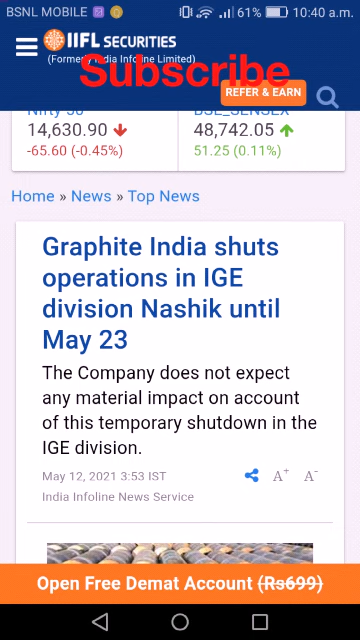 BSNL MOBILE 61% 10:40 a.m.
IIFL SECURITIES
(Formerly India Infoline Limited)
Subscribe
REFER & EARN
Nifty 50 BSE_SENSEX
14,630.90 48,742.05
-65.60 (-0.45%) 51.25 (0.11%)
Home » News » Top News
Graphite India shuts
operations in IGE
division Nashik until
May 23
The Company does not expect
any material impact on account
of this temporary shutdown in the
IGE division.
May 12, 2021 3:53 IST A+ A-
India Infoline News Service
Open Free Demat Account (Rs699)